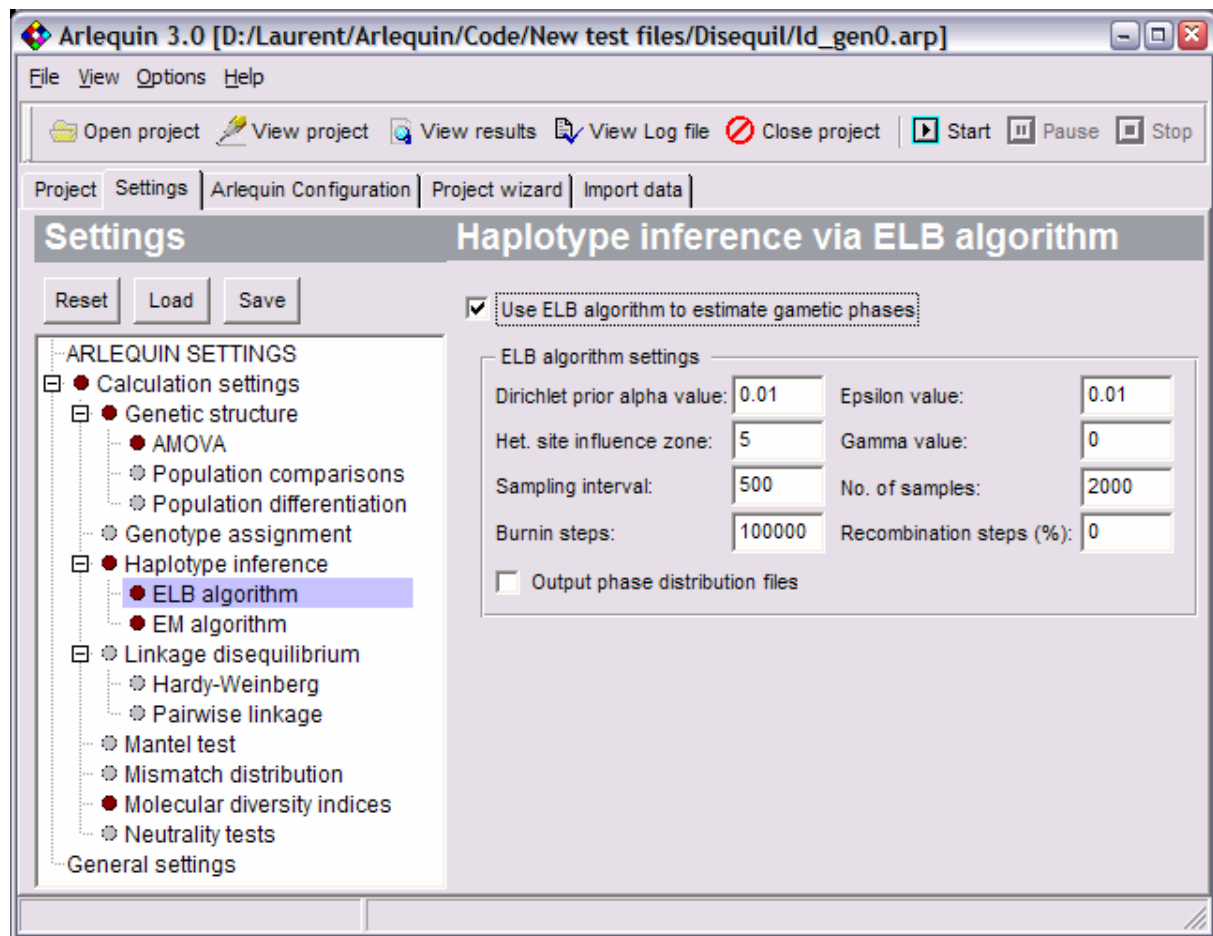 Arlequin 3.0 [D:/Laurent/Arlequin/Code/New test files/Disequil/ld_gen0.arp]
File View Options Help
Open project View project View results View Log file Close project Start Pause Stop
Project Settings Arlequin Configuration Project wizard Import data
Settings
Reset Load Save
ARLEQUIN SETTINGS
Calculation settings
Genetic structure
AMOVA
Population comparisons
Population differentiation
Genotype assignment
Haplotype inference
ELB algorithm
EM algorithm
Linkage disequilibrium
Hardy-Weinberg
Pairwise linkage
Mantel test
Mismatch distribution
Molecular diversity indices
Neutrality tests
General settings
Haplotype inference via ELB algorithm
Use ELB algorithm to estimate gametic phases
ELB algorithm settings
Dirichlet prior alpha value: 0.01 Epsilon value: 0.01
Het. site influence zone: 5 Gamma value: 0
Sampling interval: 500 No. of samples: 2000
Burnin steps: 100000 Recombination steps (%): 0
Output phase distribution files